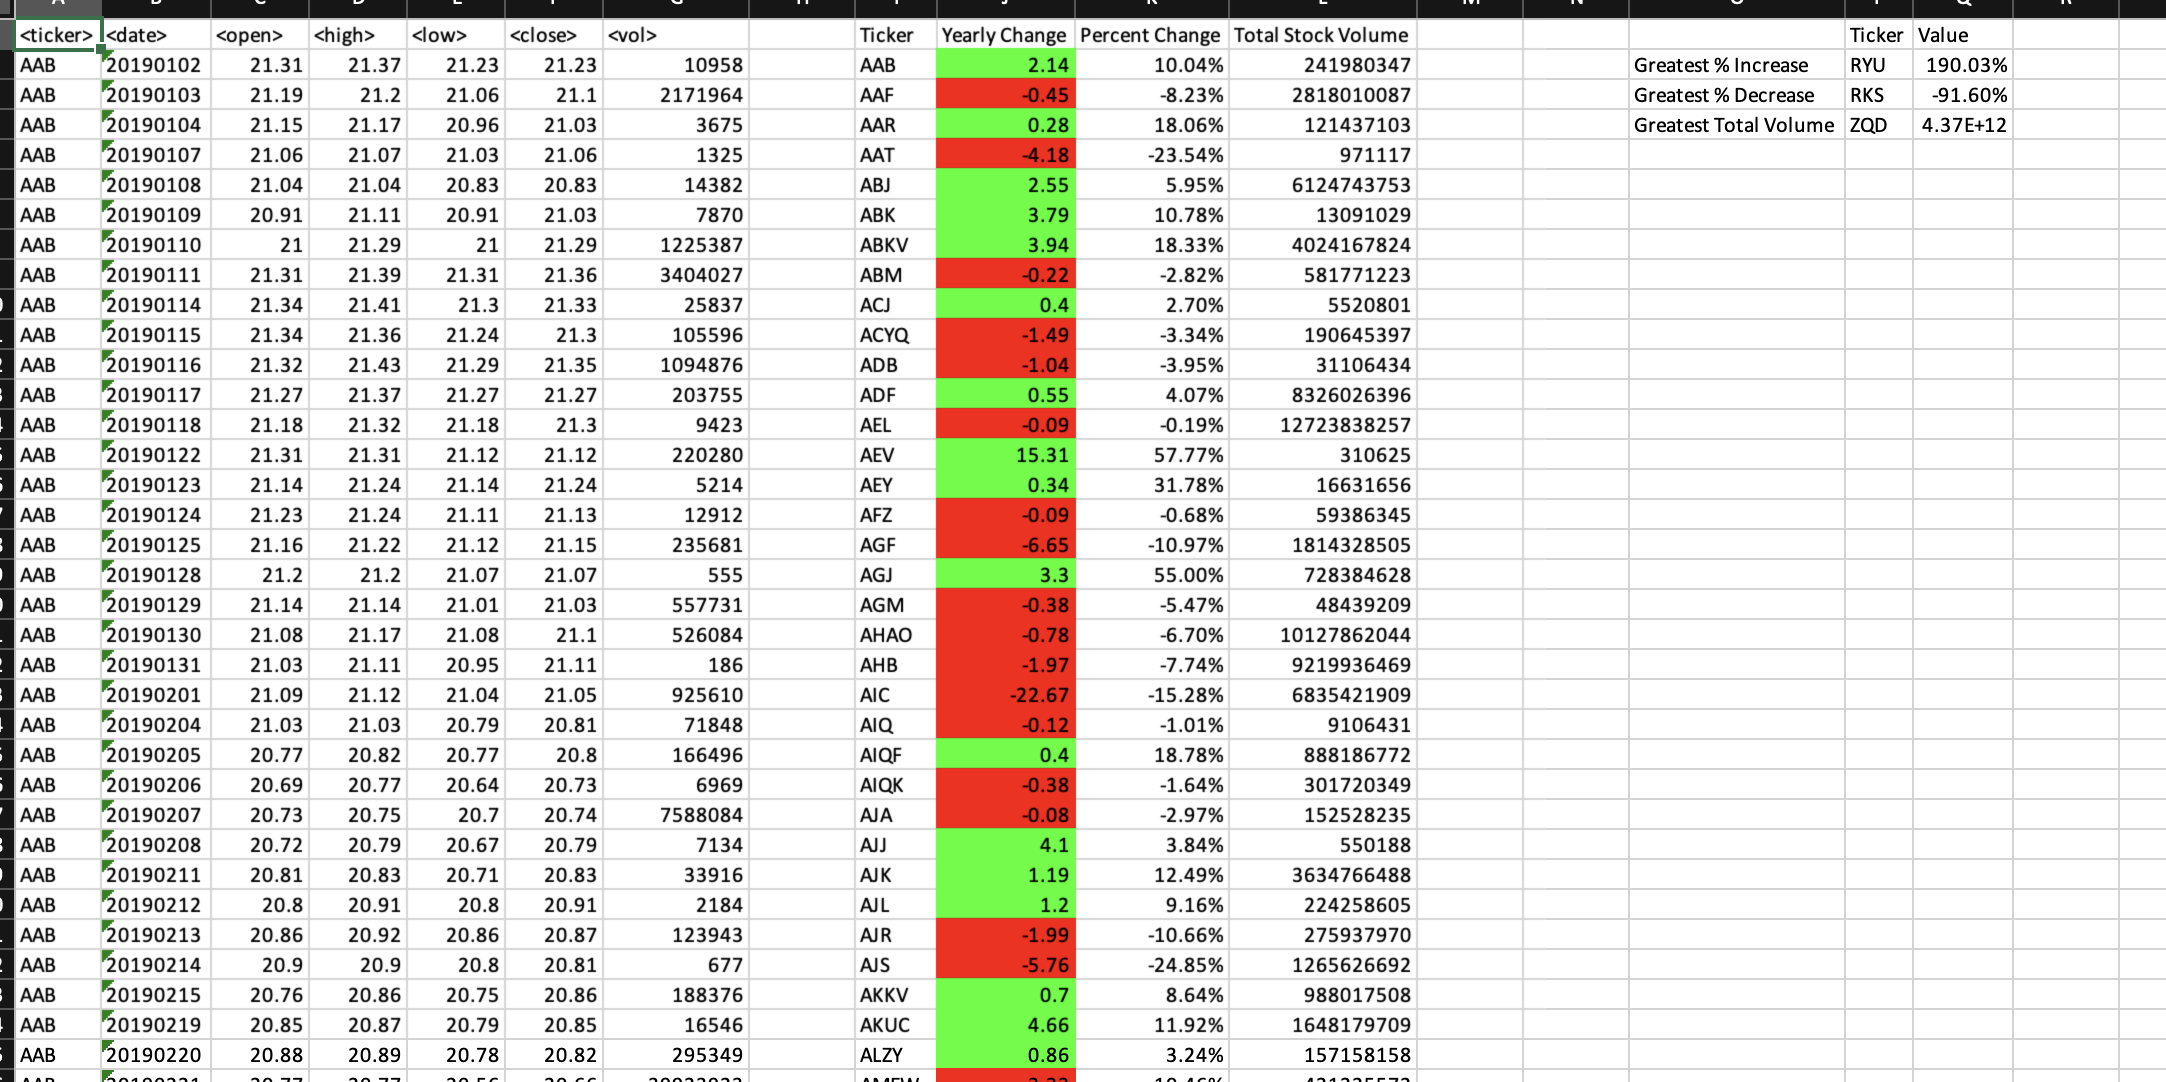 <ticker> <date> <open> <high> <low> <close> <vol> Ticker Yearly Change Percent Change Total Stock Volume Ticker Value
AAB 20190102 21.31 21.37 21.23 21.23 10958 AAB 2.14 10.04% 241980347 Greatest % Increase RYU 190.03%
AAB 20190103 21.19 21.2 21.06 21.1 2171964 AAF -0.45 -8.23% 2818010087 Greatest % Decrease RKS -91.60%
AAB 20190104 21.15 21.17 20.96 21.03 3675 AAR 0.28 18.06% 121437103 Greatest Total Volume ZQD 4.37E+12
AAB 20190107 21.06 21.07 21.03 21.06 1325 AAT -4.18 -23.54% 971117
AAB 20190108 21.04 21.04 20.83 20.83 14382 ABJ 2.55 5.95% 6124743753
AAB 20190109 20.91 21.11 20.91 21.03 7870 ABK 3.79 10.78% 13091029
AAB 20190110 21 21.29 21 21.29 1225387 ABKV 3.94 18.33% 4024167824
AAB 20190111 21.31 21.39 21.31 21.36 3404027 ABM -0.22 -2.82% 581771223
AAB 20190114 21.34 21.41 21.3 21.33 25837 ACJ 0.4 2.70% 5520801
AAB 20190115 21.34 21.36 21.24 21.3 105596 ACYQ -1.49 -3.34% 190645397
AAB 20190116 21.32 21.43 21.29 21.35 1094876 ADB -1.04 -3.95% 31106434
AAB 20190117 21.27 21.37 21.27 21.27 203755 ADF 0.55 4.07% 8326026396
AAB 20190118 21.18 21.32 21.18 21.3 9423 AEL -0.09 -0.19% 12723838257
AAB 20190122 21.31 21.31 21.12 21.12 220280 AEV 15.31 57.77% 310625
AAB 20190123 21.14 21.24 21.14 21.24 5214 AEY 0.34 31.78% 16631656
AAB 20190124 21.23 21.24 21.11 21.13 12912 AFZ -0.09 -0.68% 59386345
AAB 20190125 21.16 21.22 21.12 21.15 235681 AGF -6.65 -10.97% 1814328505
AAB 20190128 21.2 21.2 21.07 21.07 555 AGJ 3.3 55.00% 728384628
AAB 20190129 21.14 21.14 21.01 21.03 557731 AGM -0.38 -5.47% 48439209
AAB 20190130 21.08 21.17 21.08 21.1 526084 AHAO -0.78 -6.70% 10127862044
AAB 20190131 21.03 21.11 20.95 21.11 186 AHB -1.97 -7.74% 9219936469
AAB 20190201 21.09 21.12 21.04 21.05 925610 AIC -22.67 -15.28% 6835421909
AAB 20190204 21.03 21.03 20.79 20.81 71848 AIQ -0.12 -1.01% 9106431
AAB 20190205 20.77 20.82 20.77 20.8 166496 AIQF 0.4 18.78% 888186772
AAB 20190206 20.69 20.77 20.64 20.73 6969 AIQK -0.38 -1.64% 301720349
AAB 20190207 20.73 20.75 20.7 20.74 7588084 AJA -0.08 -2.97% 152528235
AAB 20190208 20.72 20.79 20.67 20.79 7134 AJJ 4.1 3.84% 550188
AAB 20190211 20.81 20.83 20.71 20.83 33916 AJK 1.19 12.49% 3634766488
AAB 20190212 20.8 20.91 20.8 20.91 2184 AJL 1.2 9.16% 224258605
AAB 20190213 20.86 20.92 20.86 20.87 123943 AJR -1.99 -10.66% 275937970
AAB 20190214 20.9 20.9 20.8 20.81 677 AJS -5.76 -24.85% 1265626692
AAB 20190215 20.76 20.86 20.75 20.86 188376 AKKV 0.7 8.64% 988017508
AAB 20190219 20.85 20.87 20.79 20.85 16546 AKUC 4.66 11.92% 1648179709
AAB 20190220 20.88 20.89 20.78 20.82 295349 ALZY 0.86 3.24% 157158158